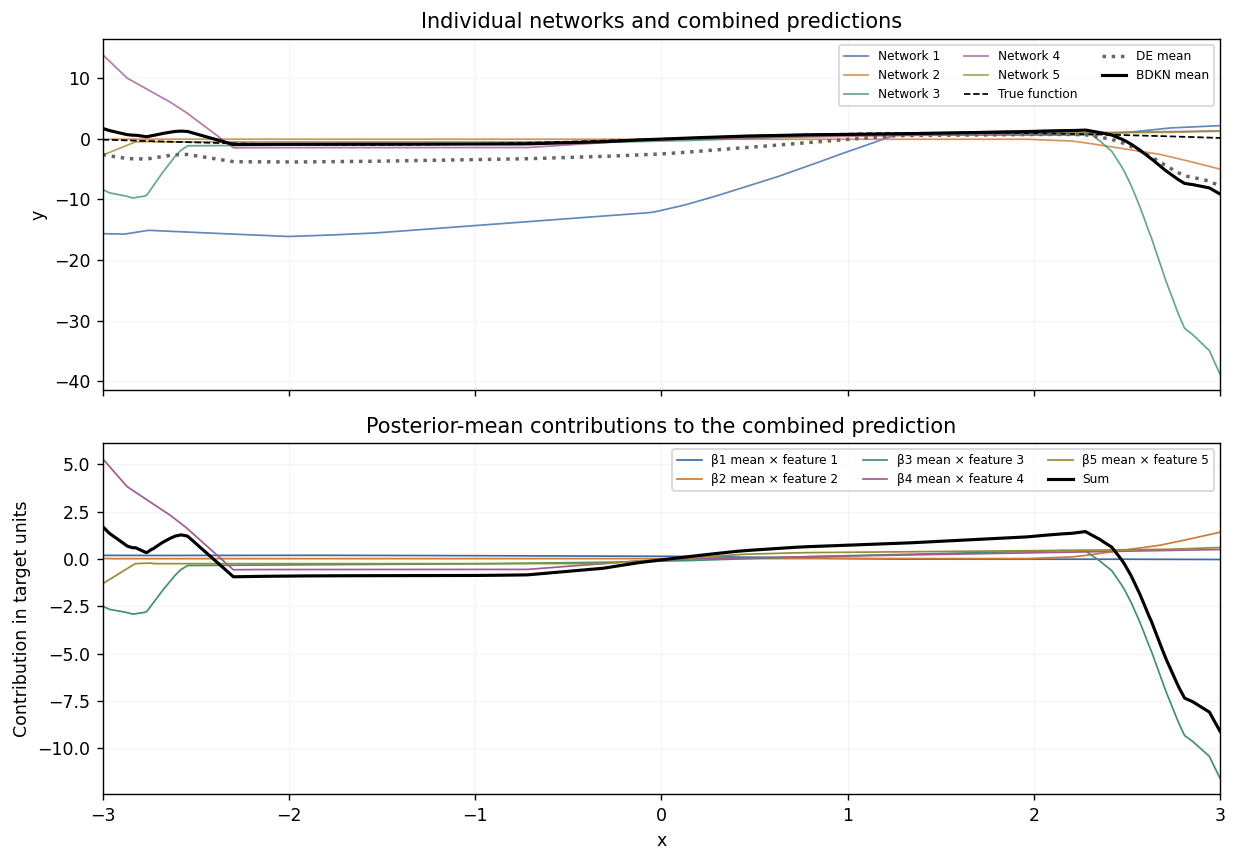 Individual networks and combined predictions
Network 1
Network 2
Network 3
Network 4
Network 5
True function
DE mean
BDKN mean
10
0
−10
−20
−30
−40
y
Posterior-mean contributions to the combined prediction
β1 mean × feature 1
β2 mean × feature 2
β3 mean × feature 3
β4 mean × feature 4
β5 mean × feature 5
Sum
5.0
2.5
0.0
−2.5
−5.0
−7.5
−10.0
Contribution in target units
−3
−2
−1
0
1
2
3
x